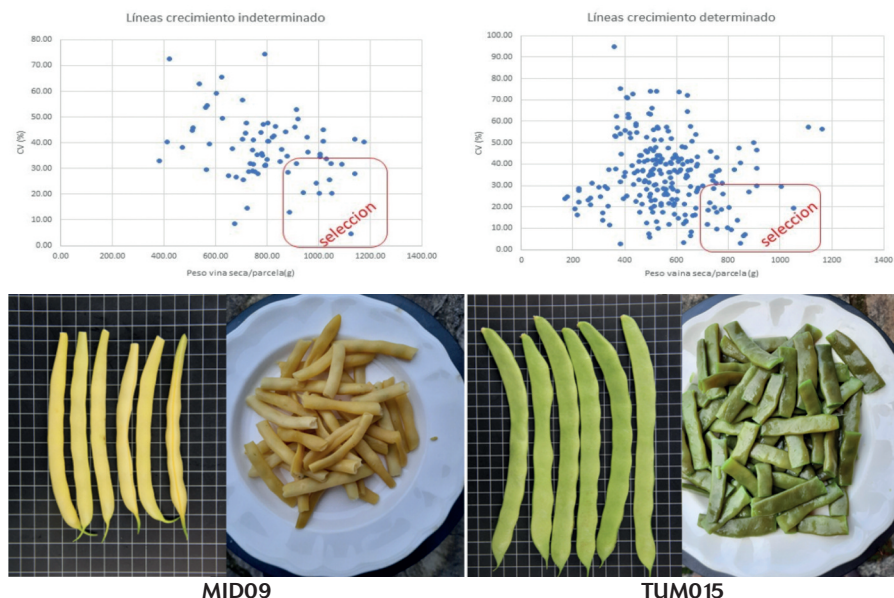 Líneas crecimiento indeterminado
80.00
70.00
60.00
50.00
40.00
30.00
20.00
10.00
0.00
CV (%)
0.00 200.00 400.00 600.00 800.00 1000.00 1200.00 1400.00
Peso vina seca/parcela(g)
seleccion
Líneas crecimiento determinado
100.00
90.00
80.00
70.00
60.00
50.00
40.00
30.00
20.00
10.00
0.00
CV (%)
0 200 400 600 800 1000 1200 1400
Peso vaina seca/parcela (g)
seleccion
MID09
TUM015